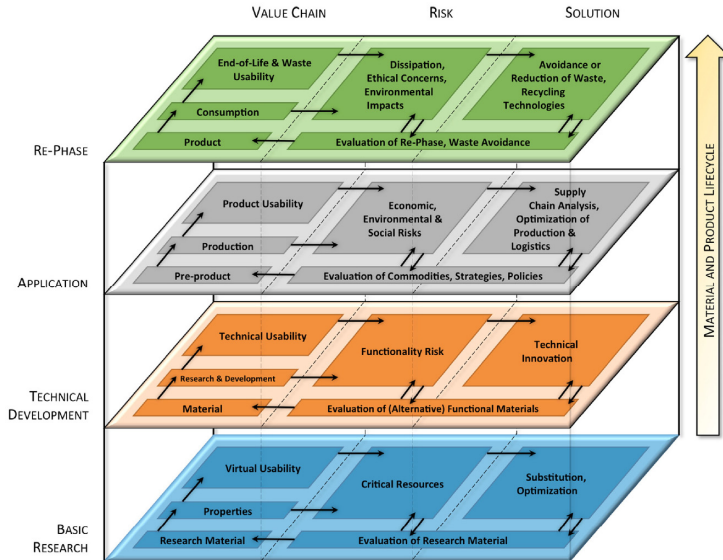 VALUE CHAIN RISK SOLUTION
End-of-Life & Waste
Usability
Dissipation,
Ethical Concerns,
Environmental
Impacts
Avoidance or
Reduction of Waste,
Recycling
Technologies
Consumption
Product
Evaluation of Re-Phase, Waste Avoidance
RE-PHASE
Product Usability
Economic,
Environmental &
Social Risks
Supply
Chain Analysis,
Optimization of
Production &
Logistics
Production
Pre-product
Evaluation of Commodities, Strategies, Policies
APPLICATION
Technical Usability
Functionality Risk
Technical
Innovation
Research & Development
Material
Evaluation of (Alternative) Functional Materials
TECHNICAL
DEVELOPMENT
Virtual Usability
Critical Resources
Substitution,
Optimization
Properties
Research Material
Evaluation of Research Material
BASIC
RESEARCH
MATERIAL AND PRODUCT LIFECYCLE